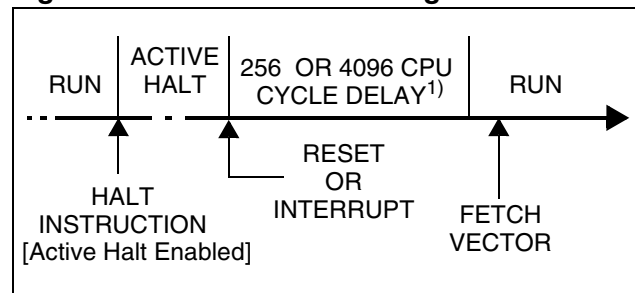 RUN
ACTIVE
HALT
256 OR 4096 CPU
CYCLE DELAY1)
RUN
HALT
INSTRUCTION
[Active Halt Enabled]
RESET
OR
INTERRUPT
FETCH
VECTOR